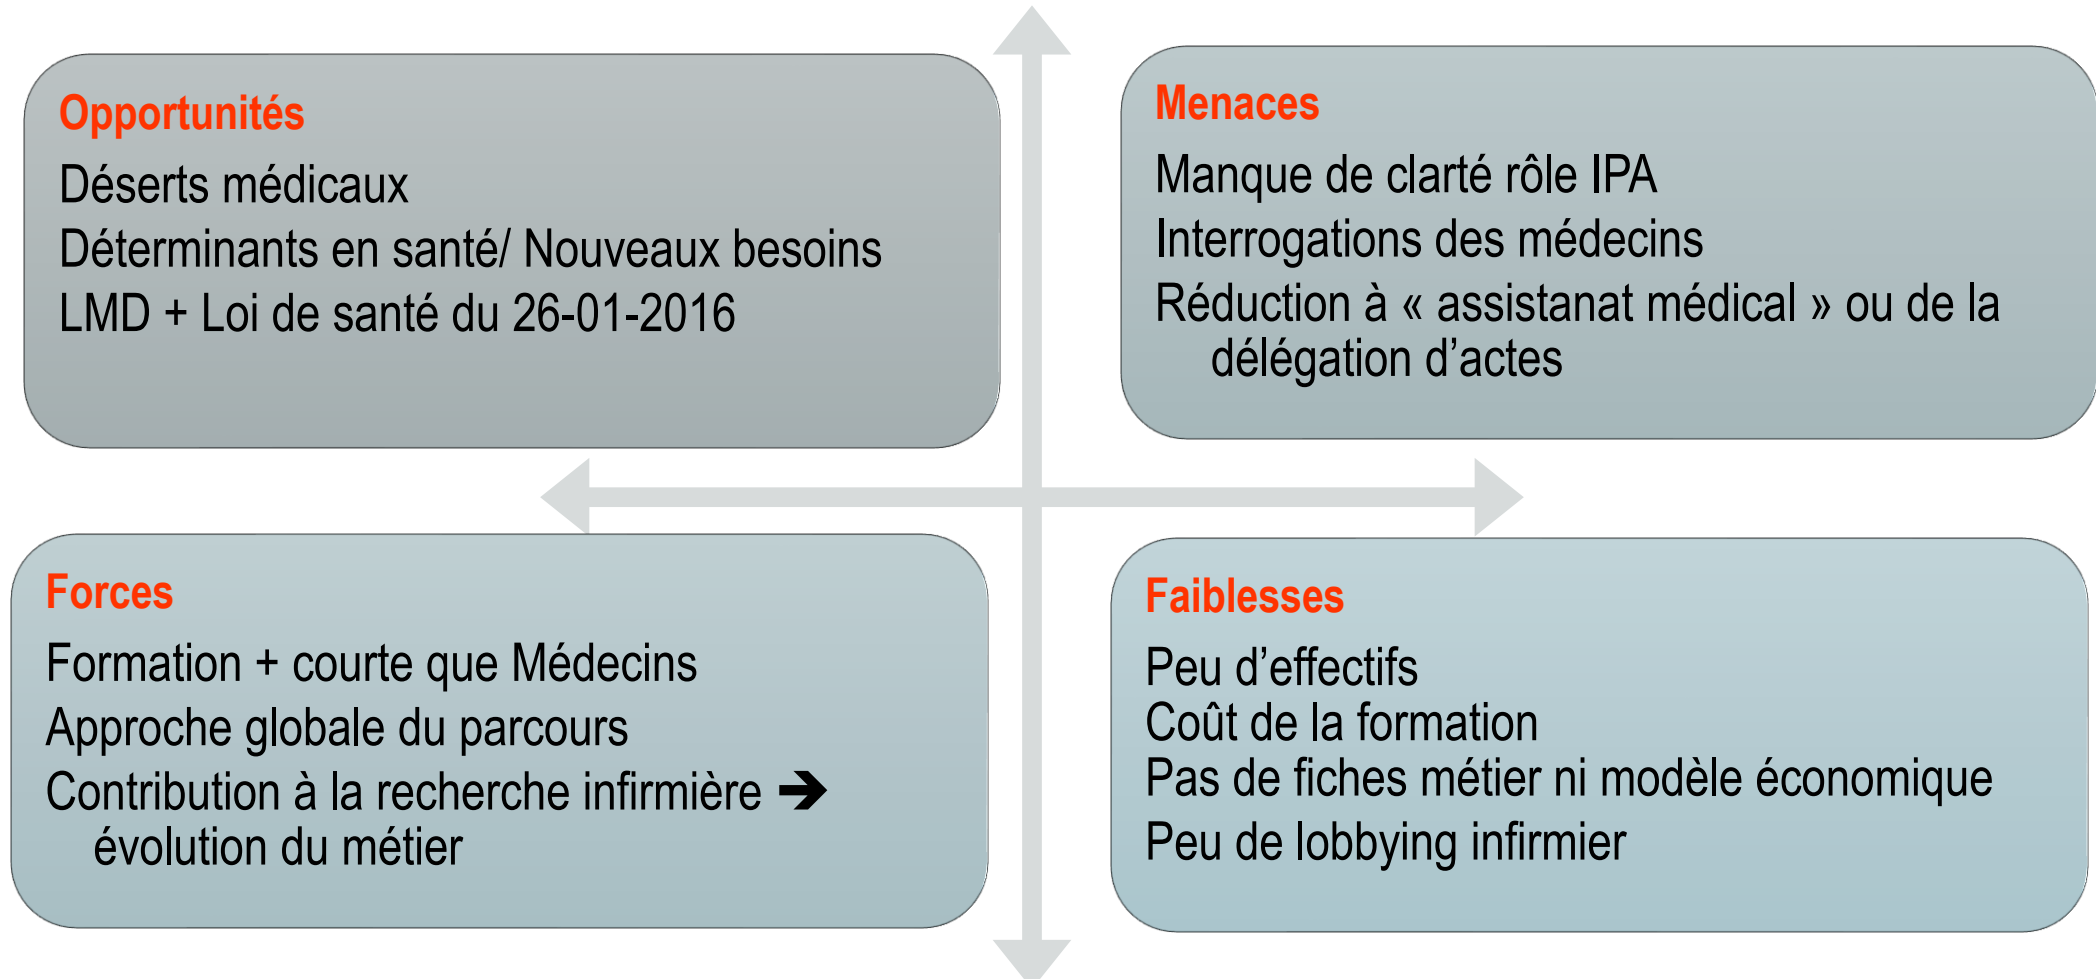 Opportunités
Déserts médicaux
Déterminants en santé/ Nouveaux besoins
LMD + Loi de santé du 26-01-2016
Menaces
Manque de clarté rôle IPA
Interrogations des médecins
Réduction à « assistanat médical » ou de la
délégation d’actes
Forces
Formation + courte que Médecins
Approche globale du parcours
Contribution à la recherche infirmière ➔
évolution du métier
Faiblesses
Peu d’effectifs
Coût de la formation
Pas de fiches métier ni modèle économique
Peu de lobbying infirmier